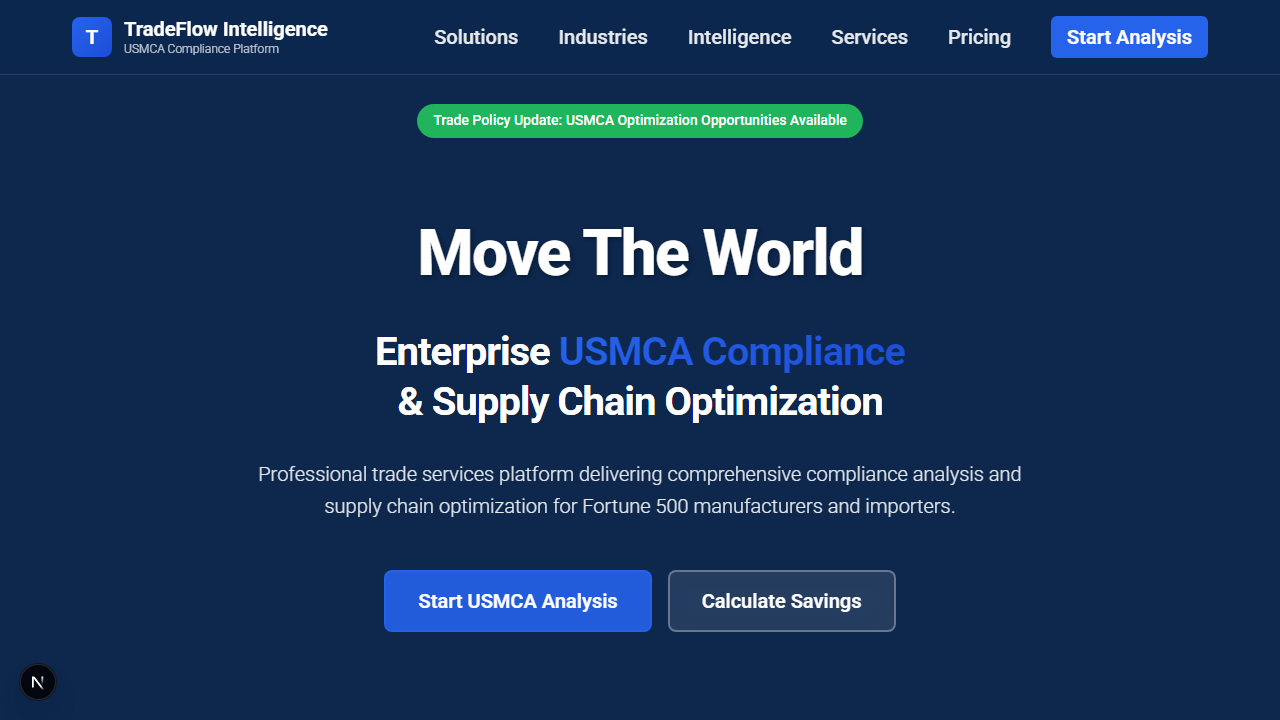 T
TradeFlow Intelligence
USMCA Compliance Platform
Solutions
Industries
Intelligence
Services
Pricing
Start Analysis
Trade Policy Update: USMCA Optimization Opportunities Available
Move The World
Enterprise USMCA Compliance
& Supply Chain Optimization
Professional trade services platform delivering comprehensive compliance analysis and
supply chain optimization for Fortune 500 manufacturers and importers.
Start USMCA Analysis
Calculate Savings
N